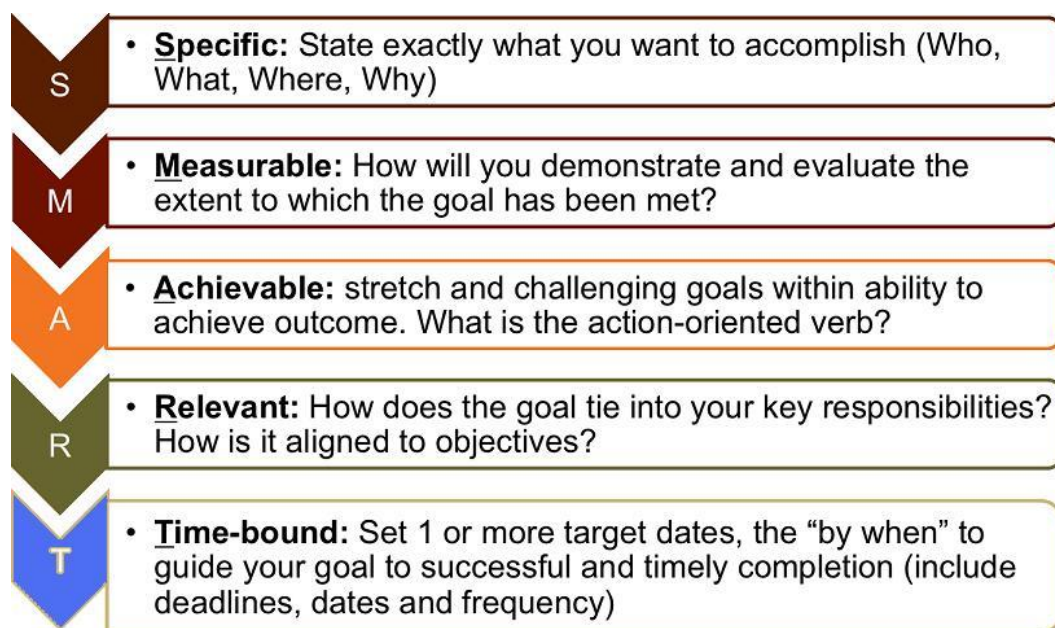 S
• Specific: State exactly what you want to accomplish (Who,
What, Where, Why)
M
• Measurable: How will you demonstrate and evaluate the
extent to which the goal has been met?
A
• Achievable: stretch and challenging goals within ability to
achieve outcome. What is the action-oriented verb?
R
• Relevant: How does the goal tie into your key responsibilities?
How is it aligned to objectives?
T
• Time-bound: Set 1 or more target dates, the “by when” to
guide your goal to successful and timely completion (include
deadlines, dates and frequency)